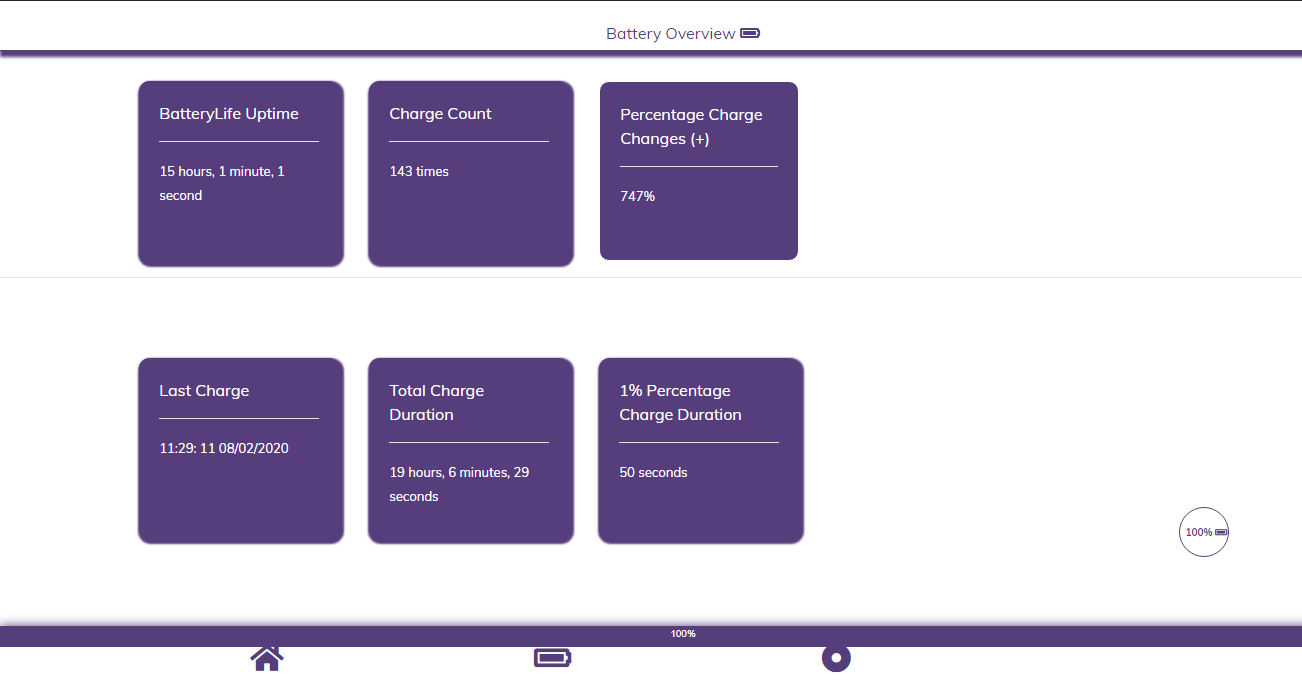 Battery Overview
BatteryLife Uptime
15 hours, 1 minute, 1
second
Charge Count
143 times
Percentage Charge
Changes (+)
747%
Last Charge
11:29: 11 08/02/2020
Total Charge
Duration
19 hours, 6 minutes, 29
seconds
1% Percentage
Charge Duration
50 seconds
100%
100%